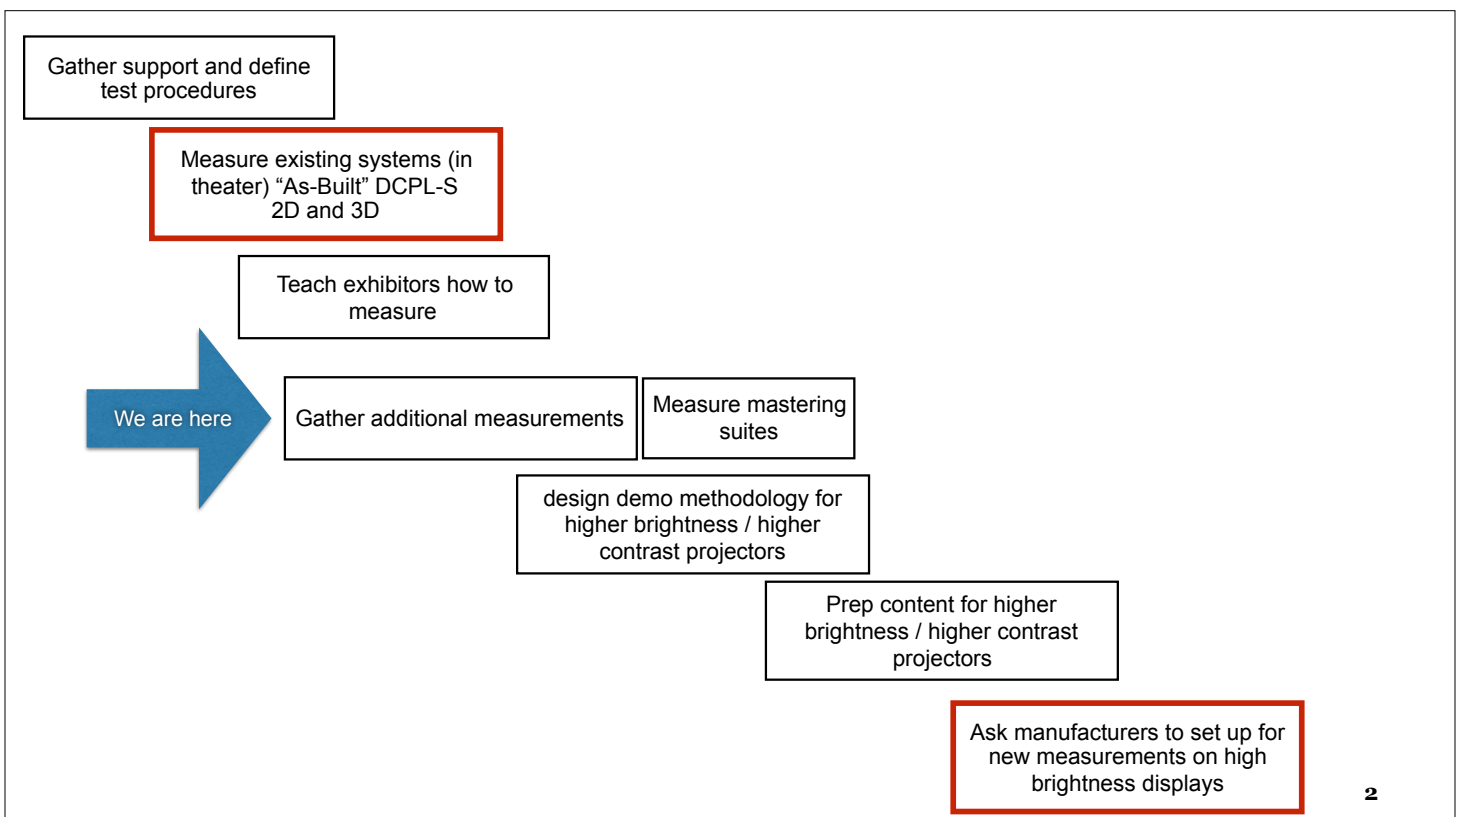 Gather support and define
test procedures
Measure existing systems (in
theater) “As-Built” DCPL-S
2D and 3D
Teach exhibitors how to
measure
We are here
Gather additional measurements
Measure mastering
suites
design demo methodology for
higher brightness / higher
contrast projectors
Prep content for higher
brightness / higher contrast
projectors
Ask manufacturers to set up for
new measurements on high
brightness displays
2